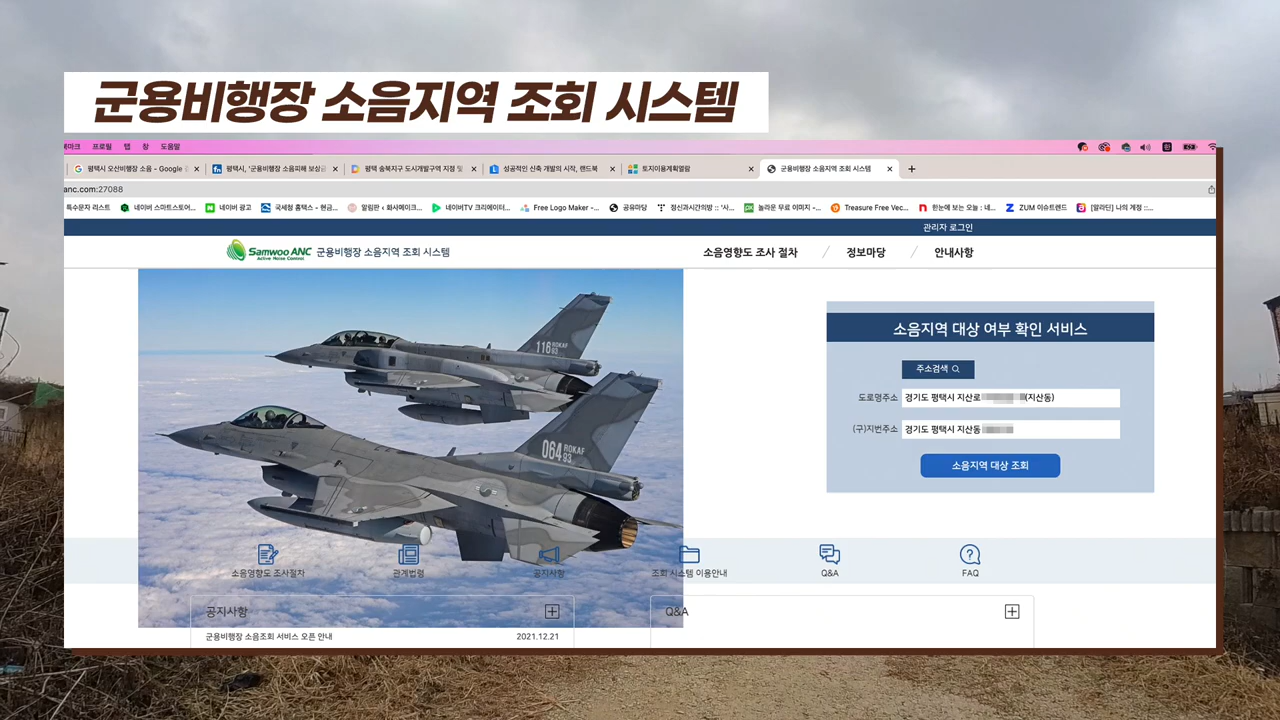 군용비행장 소음지역 조회 시스템
북마크 프로필 탭 창 도움말
평택시 오산비행장 소음 - Google
평택시, '군용비행장 소음피해 보상금
평택 송북지구 도시개발구역 지정 및
성공적인 신축 개발의 시작, 랜드북
토지이용계획열람
군용비행장 소음지역 조회 시스템
anc.com:27088
특수문자 리스트
네이버 스마트스토어...
네이버 광고
국세청 홈택스 - 현금...
알림판 ‹ 화사메이크...
네이버TV 크리에이터...
Free Logo Maker -...
공유마당
정신과시간의방 :: '사...
놀라운 무료 이미지 -...
Treasure Free Vec...
한눈에 보는 오늘 : 네...
ZUM 이슈트렌드
[알라딘] 나의 계정 ::...
관리자 로그인
Samwoo ANC
Active Noise Control
군용비행장 소음지역 조회 시스템
소음영향도 조사 절차 / 정보마당 / 안내사항
116 93 ROKAF
064 93 ROKAF
소음지역 대상 여부 확인 서비스
주소검색
도로명주소 경기도 평택시 지산로 (지산동)
(구)지번주소 경기도 평택시 지산동
소음지역 대상 조회
소음영향도 조사절차
관계법령
공지사항
조회 시스템 이용안내
Q&A
FAQ
공지사항
군용비행장 소음조회 서비스 오픈 안내 2021.12.21
Q&A